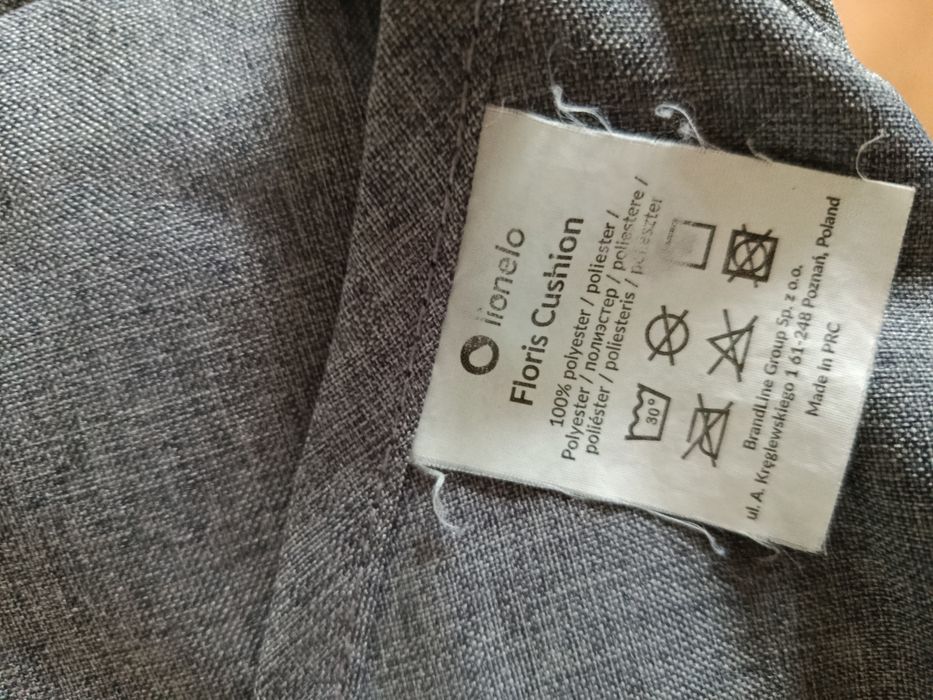 lionelo
Floris Cushion
100% polyester / poliester /
Polyester / полиэстер / poliestere /
poliéster / poliesteris / poliészter
30°
BrandLine Group Sp. z o.o.
ul. A. Kręglewskiego 1 61-248 Poznań, Poland
Made in PRC